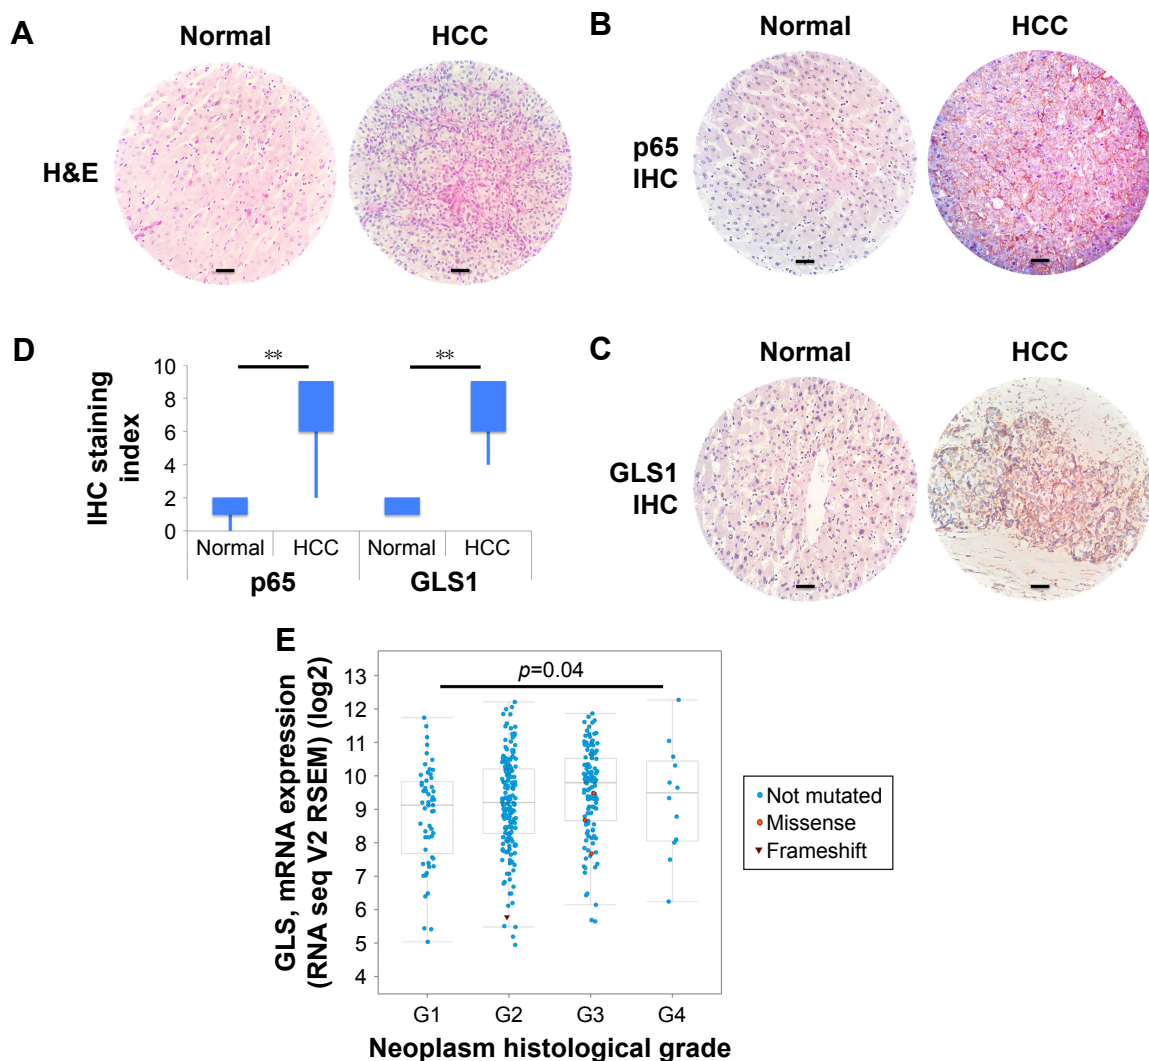 A
Normal
HCC
H&E
B
Normal
HCC
p65
IHC
D
IHC staining
index
10
8
6
4
2
0
**
**
Normal
HCC
Normal
HCC
p65
GLS1
C
Normal
HCC
GLS1
IHC
E
GLS, mRNA expression
(RNA seq V2 RSEM) (log2)
13
12
11
10
9
8
7
6
5
4
p=0.04
G1
G2
G3
G4
Neoplasm histological grade
Not mutated
Missense
Frameshift